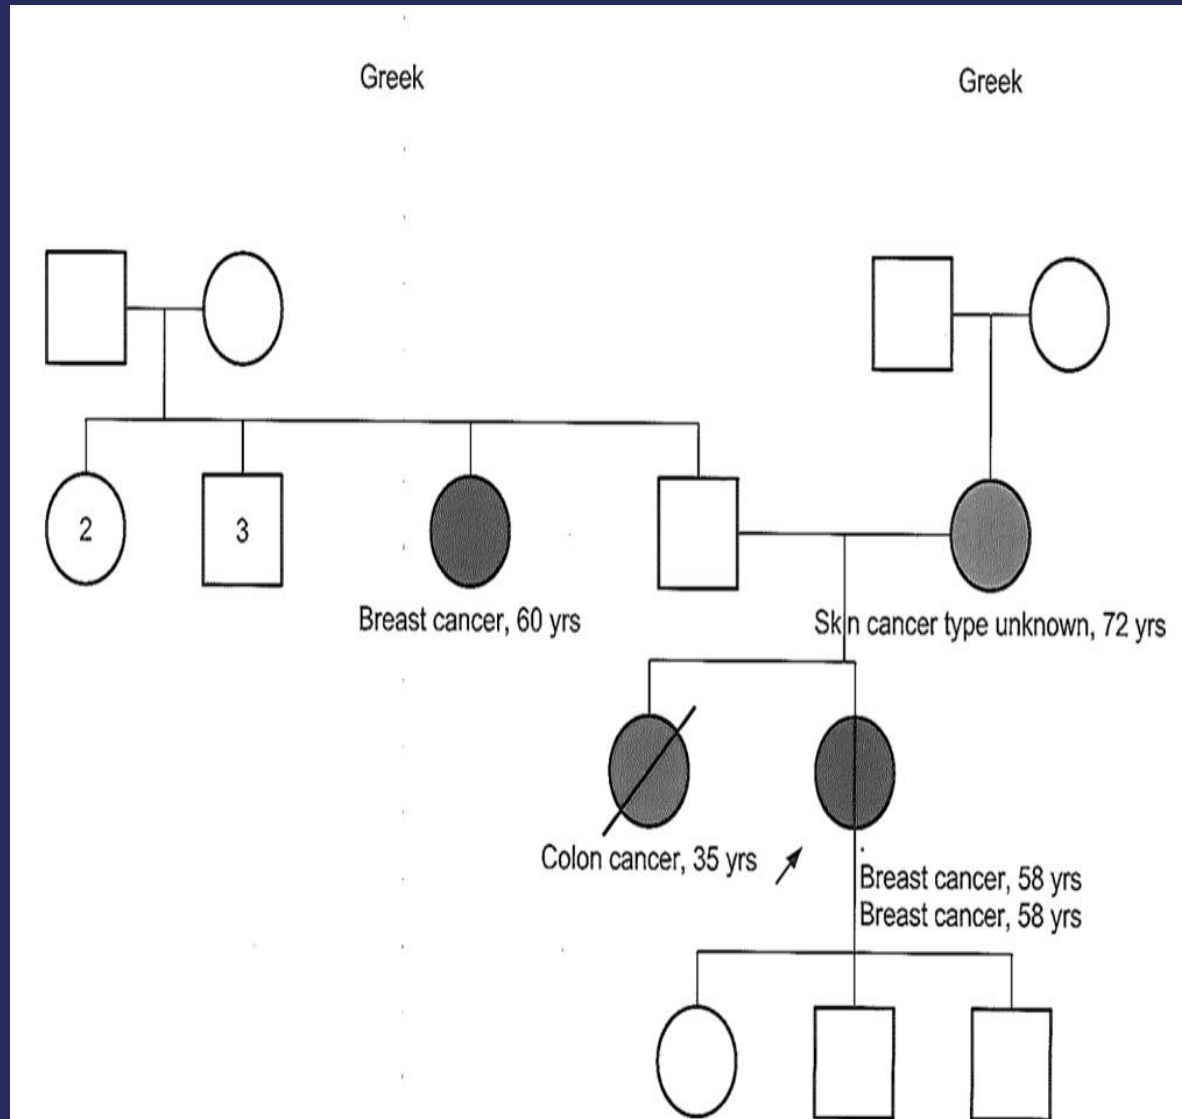 Greek
Greek
2
3
Breast cancer, 60 yrs
Skin cancer type unknown, 72 yrs
Colon cancer, 35 yrs
Breast cancer, 58 yrs
Breast cancer, 58 yrs